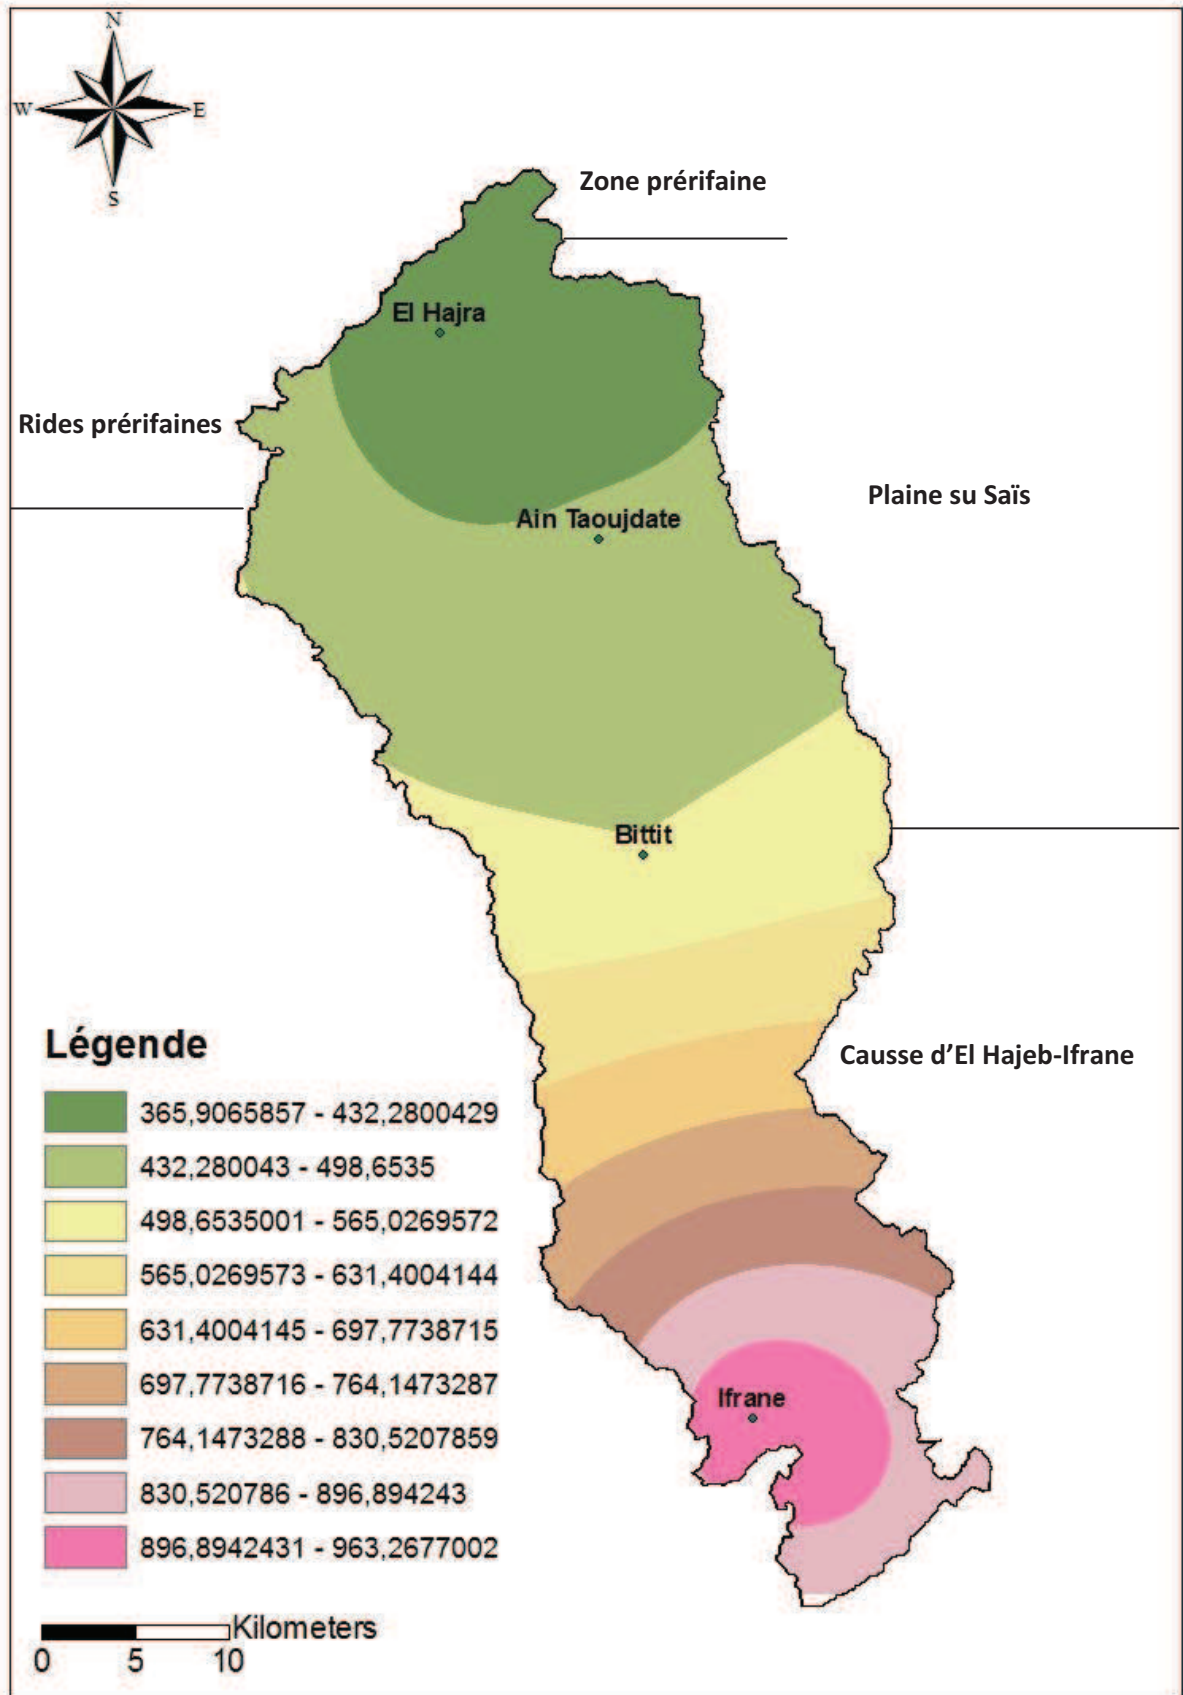 N
W E
S
Zone prérifaine
El Hajra
Rides prérifaines
Plaine su Saïs
Ain Taoujdate
Bittit
Causse d’El Hajeb-Ifrane
Ifrane
Légende
365,9065857 - 432,2800429
432,280043 - 498,6535
498,6535001 - 565,0269572
565,0269573 - 631,4004144
631,4004145 - 697,7738715
697,7738716 - 764,1473287
764,1473288 - 830,5207859
830,520786 - 896,894243
896,8942431 - 963,2677002
Kilometers
0 5 10